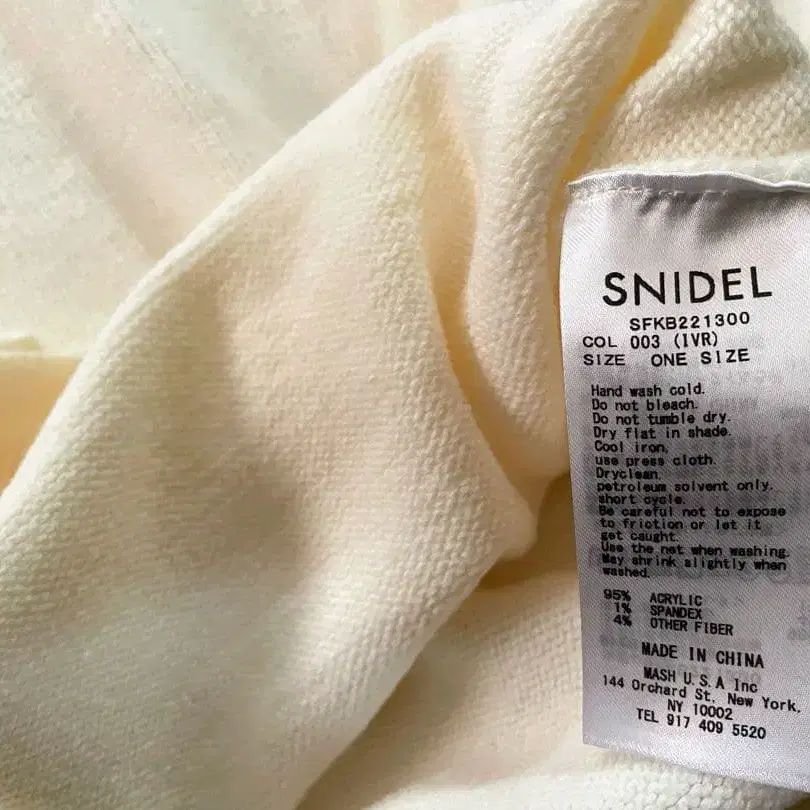 SNIDEL
SFKB221300
COL 003 (IVR)
SIZE ONE SIZE
Hand wash cold.
Do not bleach.
Do not tumble dry.
Dry flat in shade.
Cool iron,
use press cloth.
Dryclean,
petroleum solvent only.
short cycle.
Be careful not to expose
to friction or let it
get caught.
Use the net when washing.
May shrink slightly when
washed.
95% ACRYLIC
1% SPANDEX
4% OTHER FIBER
MADE IN CHINA
MASH U.S.A Inc
144 Orchard St, New York,
NY 10002
TEL 917 409 5520